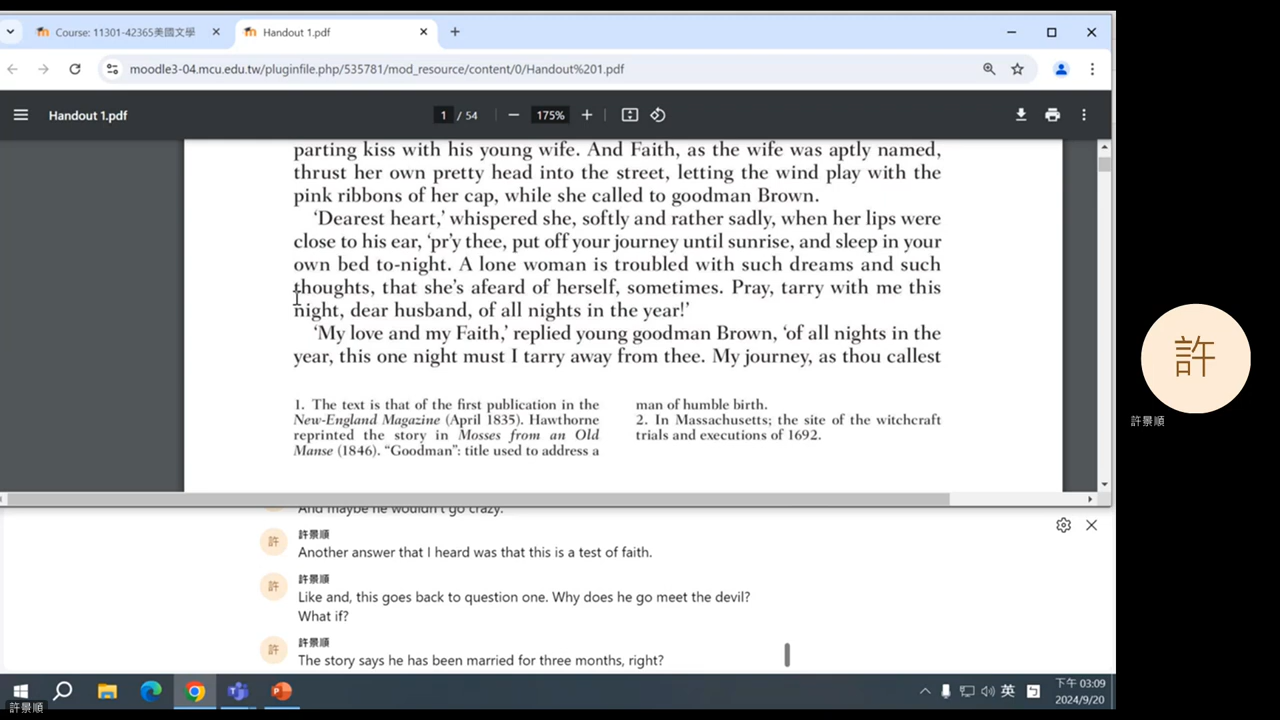 Course: 11301-42365美國文學
Handout 1.pdf
moodle3-04.mcu.edu.tw/pluginfile.php/535781/mod_resource/content/0/Handout%201.pdf
Handout 1.pdf
1 / 54
175%
parting kiss with his young wife. And Faith, as the wife was aptly named,
thrust her own pretty head into the street, letting the wind play with the
pink ribbons of her cap, while she called to goodman Brown.
‘Dearest heart,’ whispered she, softly and rather sadly, when her lips were
close to his ear, ‘pr’y thee, put off your journey until sunrise, and sleep in your
own bed to-night. A lone woman is troubled with such dreams and such
thoughts, that she’s afeard of herself, sometimes. Pray, tarry with me this
night, dear husband, of all nights in the year!’
‘My love and my Faith,’ replied young goodman Brown, ‘of all nights in the
year, this one night must I tarry away from thee. My journey, as thou callest
1. The text is that of the first publication in the
New-England Magazine (April 1835). Hawthorne
reprinted the story in Mosses from an Old
Manse (1846). “Goodman”: title used to address a
man of humble birth.
2. In Massachusetts; the site of the witchcraft
trials and executions of 1692.
And maybe he wouldn't go crazy.
許
許景順
Another answer that I heard was that this is a test of faith.
許
許景順
Like and, this goes back to question one. Why does he go meet the devil?
What if?
許
許景順
The story says he has been married for three months, right?
許
許景順
英
ㄅ
下午 03:09
2024/9/20
許景順